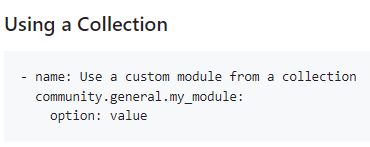 Using a Collection
- name: Use a custom module from a collection
  community.general.my_module:
    option: value